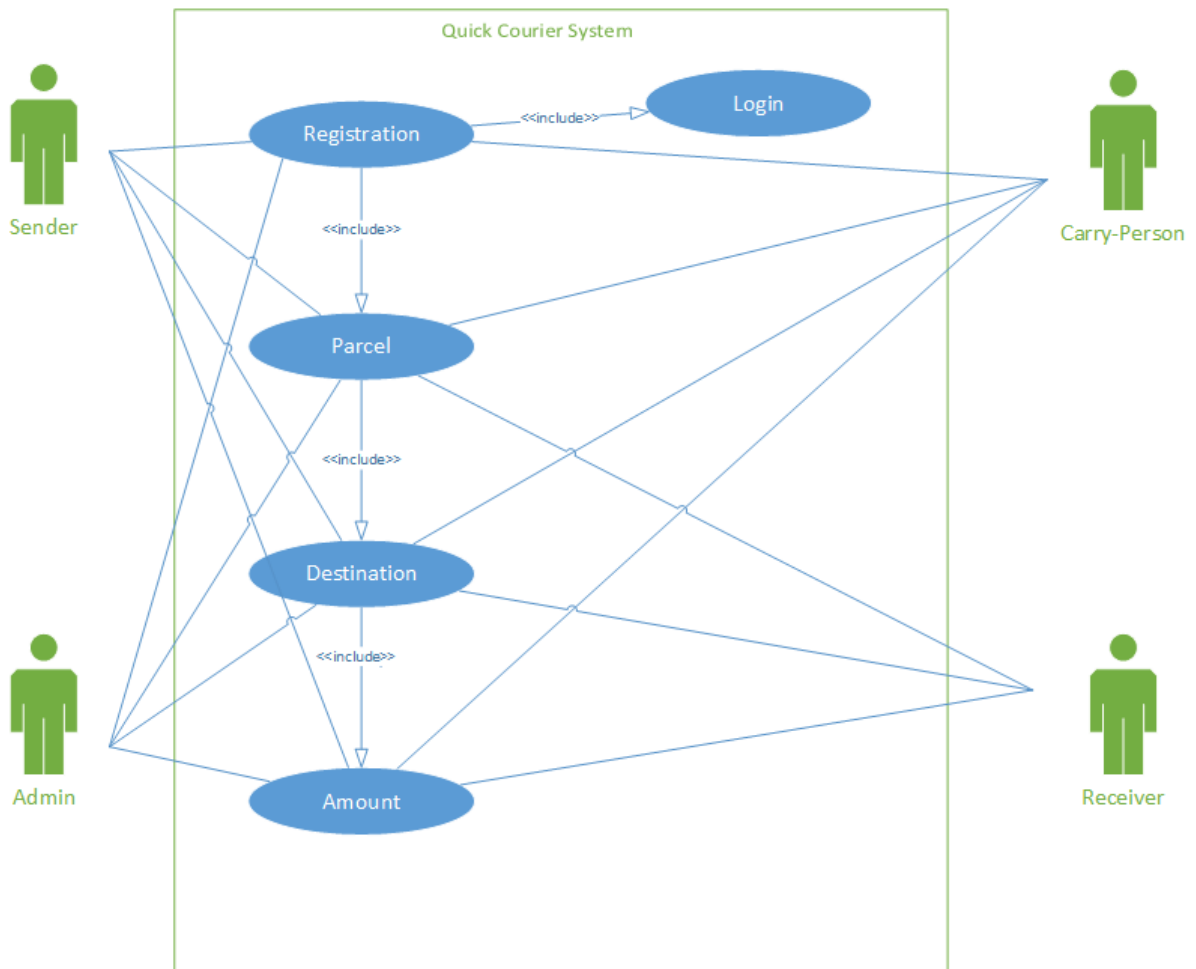 Quick Courier System
Sender
Registration
<<include>>
Login
Carry-Person
<<include>>
Parcel
<<include>>
Destination
<<include>>
Admin
Amount
Receiver